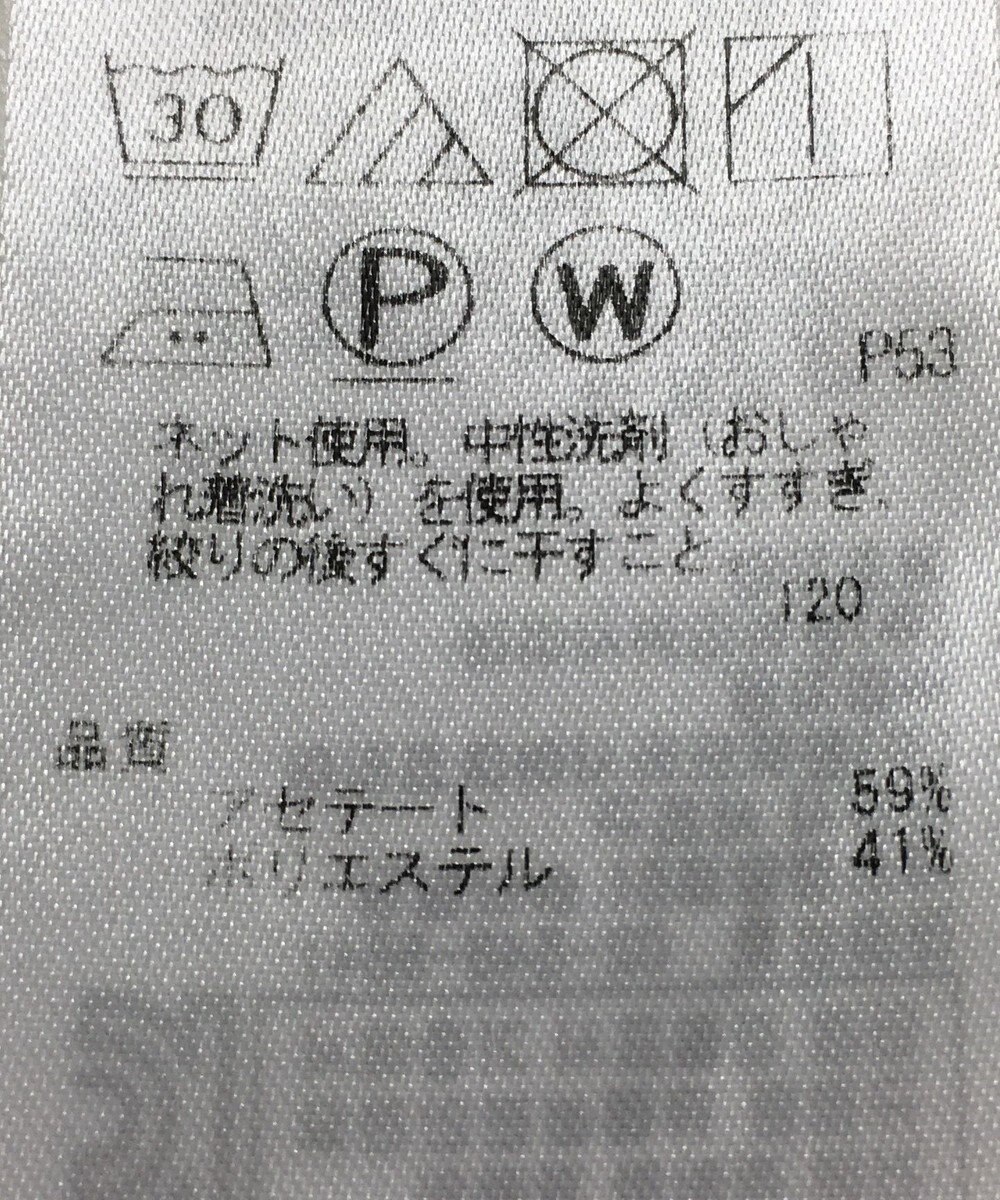 30
P W
P53
ネット使用。中性洗剤（おしゃ
れ着洗い）を使用。よくすすぎ、
絞りの後すぐに干すこと。
120
品番
アセテート 59%
ポリエステル 41%